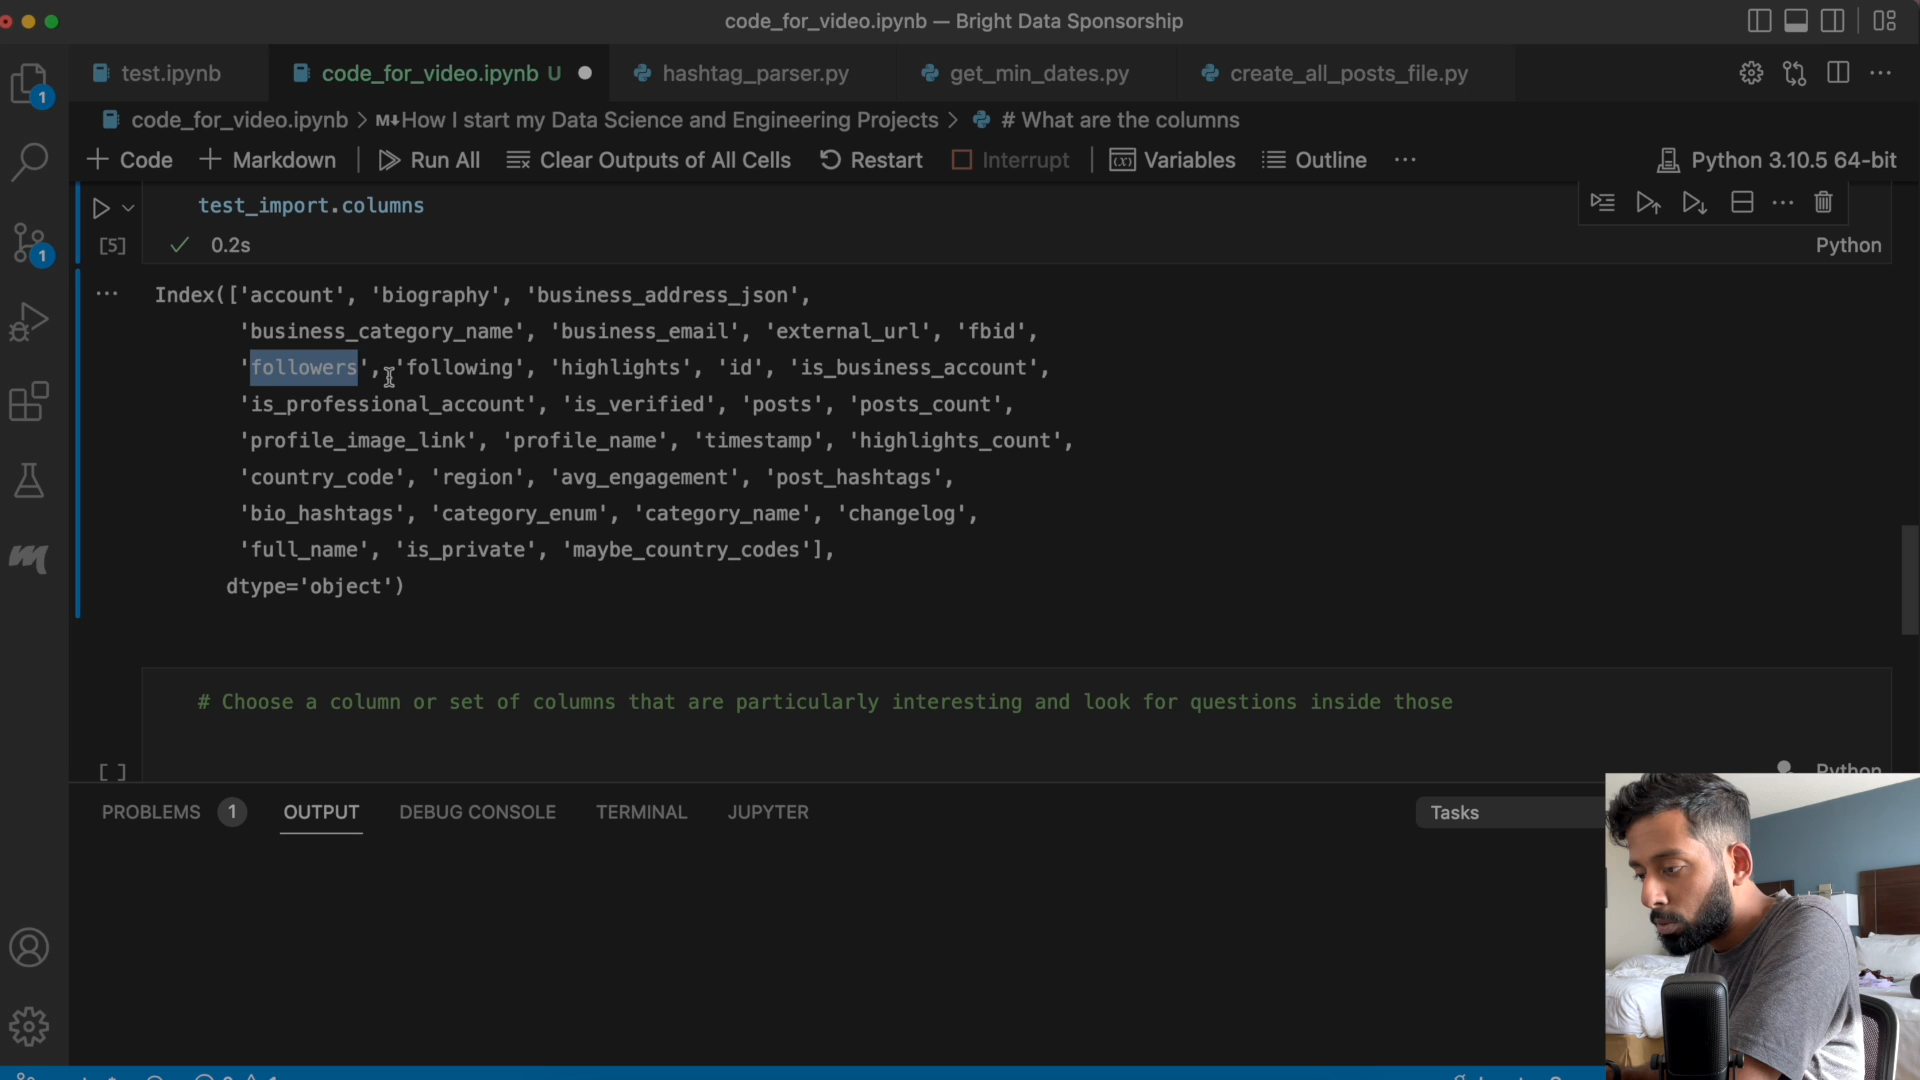 code_for_video.ipynb — Bright Data Sponsorship
test.ipynb code_for_video.ipynb U hashtag_parser.py get_min_dates.py create_all_posts_file.py
code_for_video.ipynb > M↓How I start my Data Science and Engineering Projects > # What are the columns
+ Code + Markdown Run All Clear Outputs of All Cells Restart Interrupt Variables Outline ... Python 3.10.5 64-bit
test_import.columns
[5] ✓ 0.2s Python
... Index(['account', 'biography', 'business_address_json',
'business_category_name', 'business_email', 'external_url', 'fbid',
'followers', 'following', 'highlights', 'id', 'is_business_account',
'is_professional_account', 'is_verified', 'posts', 'posts_count',
'profile_image_link', 'profile_name', 'timestamp', 'highlights_count',
'country_code', 'region', 'avg_engagement', 'post_hashtags',
'bio_hashtags', 'category_enum', 'category_name', 'changelog',
'full_name', 'is_private', 'maybe_country_codes'],
dtype='object')
# Choose a column or set of columns that are particularly interesting and look for questions inside those
[ ] Python
PROBLEMS 1 OUTPUT DEBUG CONSOLE TERMINAL JUPYTER Tasks
1
1